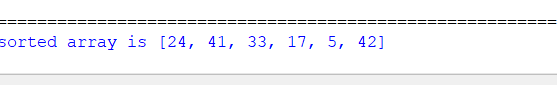 sorted array is [24, 41, 33, 17, 5, 42]